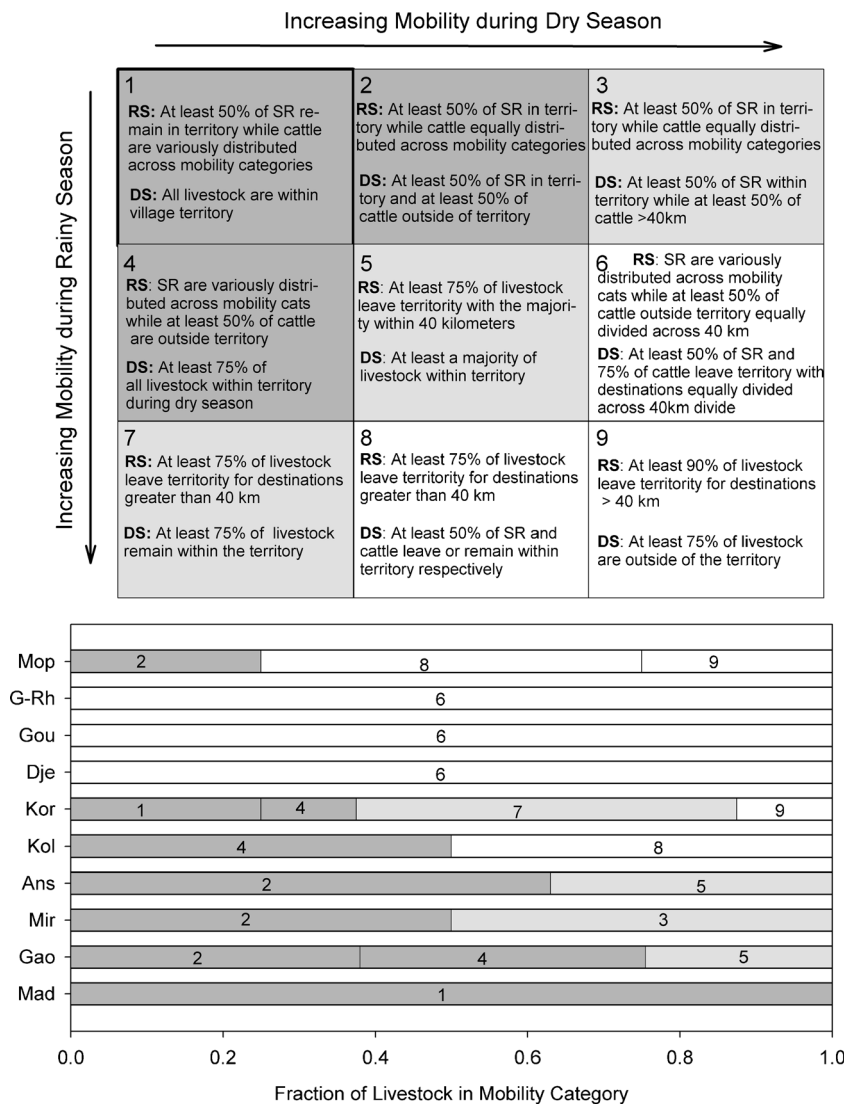 Increasing Mobility during Dry Season
Increasing Mobility during Rainy Season
1
RS: At least 50% of SR re-
main in territory while cattle
are variously distributed
across mobility categories
DS: All livestock are within
village territory
2
RS: At least 50% of SR in terri-
tory while cattle equally distri-
buted across mobility categories
DS: At least 50% of SR in terri-
tory and at least 50% of
cattle outside of territory
3
RS: At least 50% of SR in terri-
tory while cattle equally distri-
buted across mobility categories
DS: At least 50% of SR within
territory while at least 50% of
cattle >40km
4
RS: SR are variously distri-
buted across mobility cats
while at least 50% of cattle
are outside territory
DS: At least 75% of
all livestock within territory
during dry season
5
RS: At least 75% of livestock
leave territority with the majori-
ty within 40 kilometers
DS: At least a majority of
livestock within territory
6
RS: SR are variously
distributed across mobility
cats while at least 50% of
cattle outside territory equally
divided across 40 km
DS: At least 50% of SR and
75% of cattle leave territory with
destinations equally divided
across 40km divide
7
RS: At least 75% of livestock
leave territority for destinations
greater than 40 km
DS: At least 75% of livestock
remain within the territory
8
RS: At least 75% of livestock
leave territority for destinations
greater than 40 km
DS: At least 50% of SR and
cattle leave or remain within
territory respectively
9
RS: At least 90% of livestock
leave territority for destinations
> 40 km
DS: At least 75% of livestock
are outside of the territory
Mop 2 8 9
G-Rh 6
Gou 6
Dje 6
Kor 1 4 7 9
Kol 4 8
Ans 2 5
Mir 2 3
Gao 2 4 5
Mad 1
0.0 0.2 0.4 0.6 0.8 1.0
Fraction of Livestock in Mobility Category